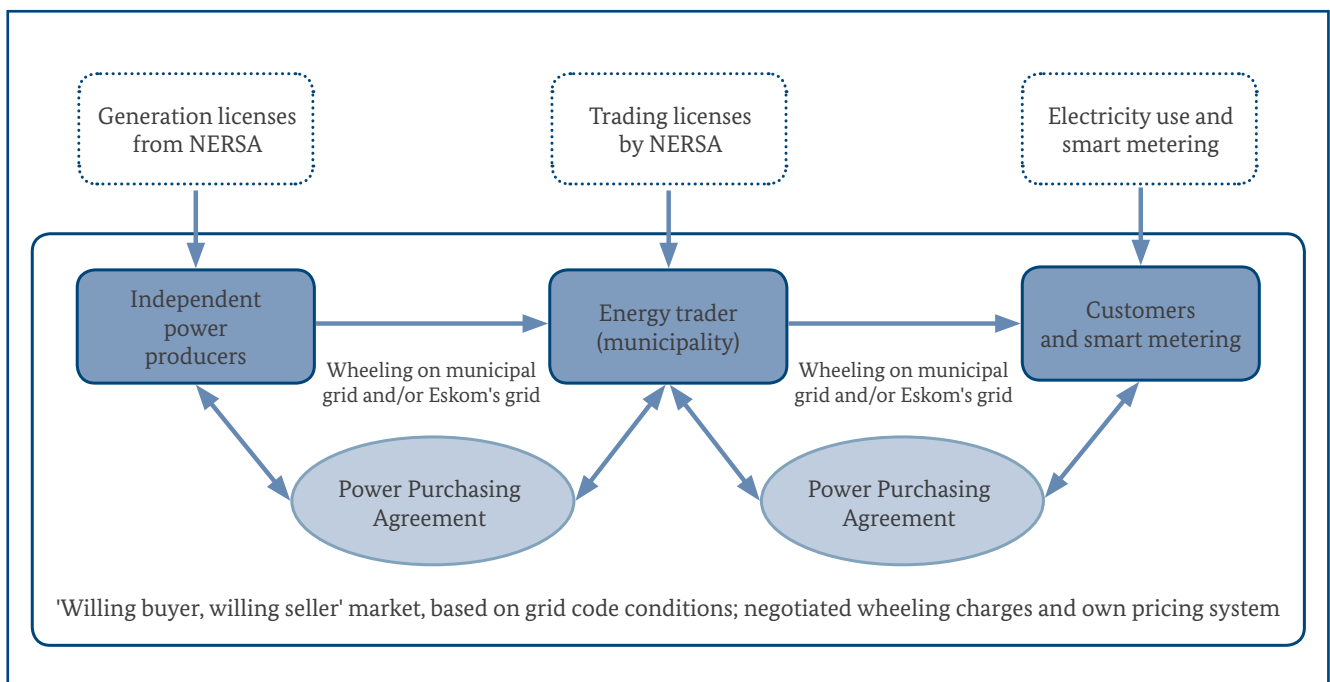 Generation licenses
from NERSA
Trading licenses
by NERSA
Electricity use and
smart metering
Independent
power
producers
Energy trader
(municipality)
Customers
and smart metering
Wheeling on municipal
grid and/or Eskom's grid
Wheeling on municipal
grid and/or Eskom's grid
Power Purchasing
Agreement
Power Purchasing
Agreement
'Willing buyer, willing seller' market, based on grid code conditions; negotiated wheeling charges and own pricing system